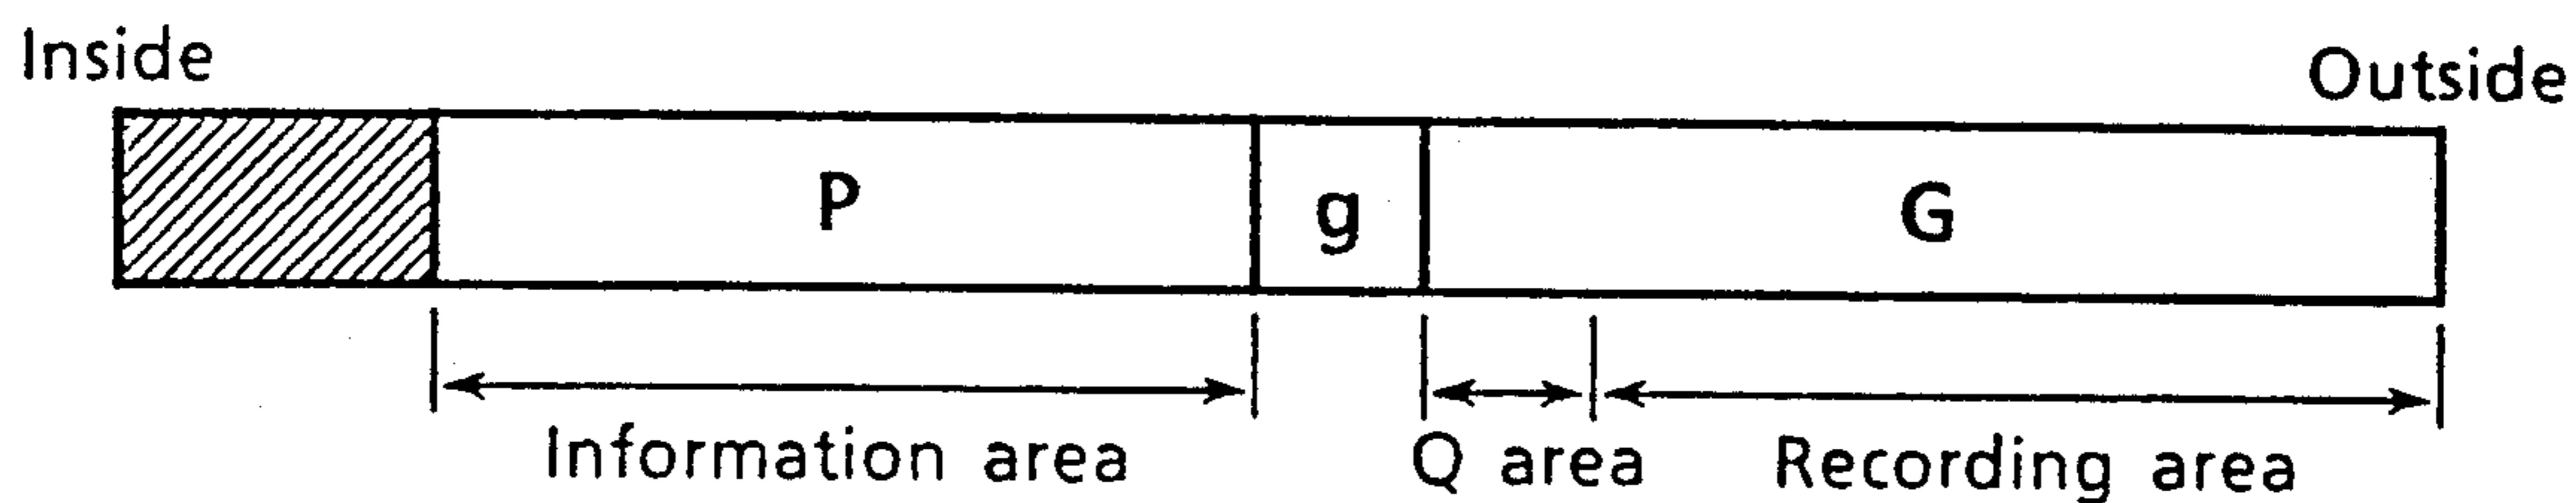 Inside
Outside
P
g
G
Information area
Q area
Recording area